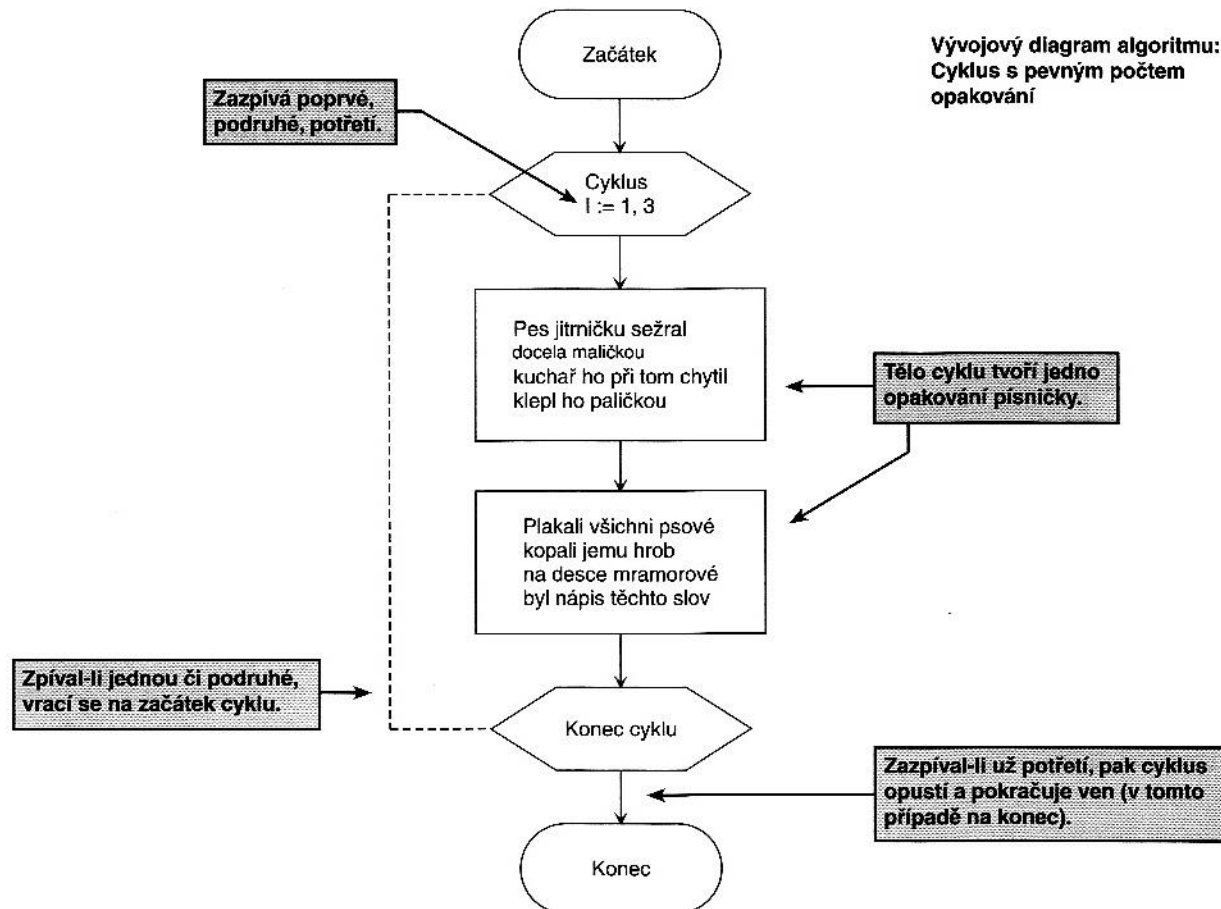 Začátek
Vývojový diagram algoritmu:
Cyklus s pevným počtem
opakování
Zazpívá poprvé,
podruhé, potřetí.
Cyklus
I := 1, 3
Pes jitrničku sežral
docela maličkou
kuchař ho při tom chytil
klepl ho paličkou
Tělo cyklu tvoří jedno
opakování písničky.
Plakali všichni psové
kopali jemu hrob
na desce mramorové
byl nápis těchto slov
Zpíval-li jednou či podruhé,
vrací se na začátek cyklu.
Konec cyklu
Zazpíval-li už potřetí, pak cyklus
opustí a pokračuje ven (v tomto
případě na konec).
Konec